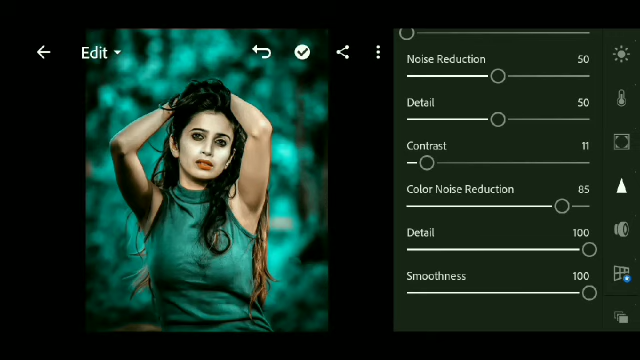 Edit
Noise Reduction 50
Detail 50
Contrast 11
Color Noise Reduction 85
Detail 100
Smoothness 100